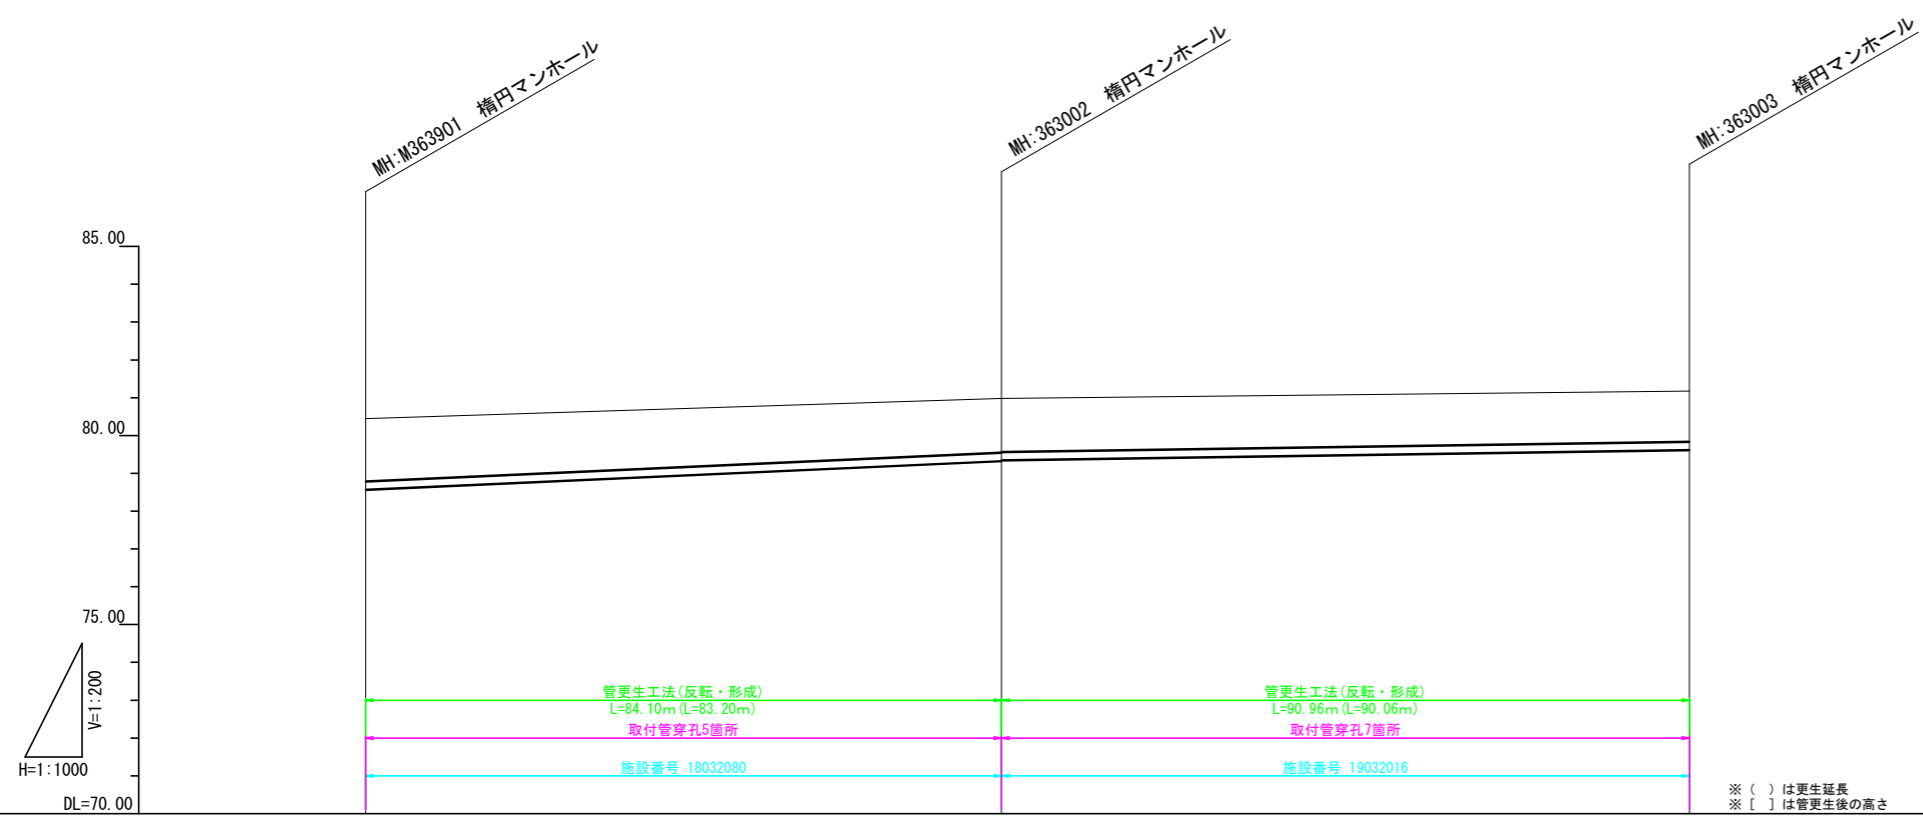 MH:M363901　楕円マンホール
MH:363002　楕円マンホール
MH:363003　楕円マンホール
85.00
80.00
75.00
V=1:200
H=1:1000
DL=70.00
管更生工法(反転・形成)
L=84.10m(L=83.20m)
取付管穿孔5箇所
施設番号 18032080
管更生工法(反転・形成)
L=90.96m(L=90.06m)
取付管穿孔7箇所
施設番号 19032016
※（　）は更生延長
※［　］は管更生後の高さ